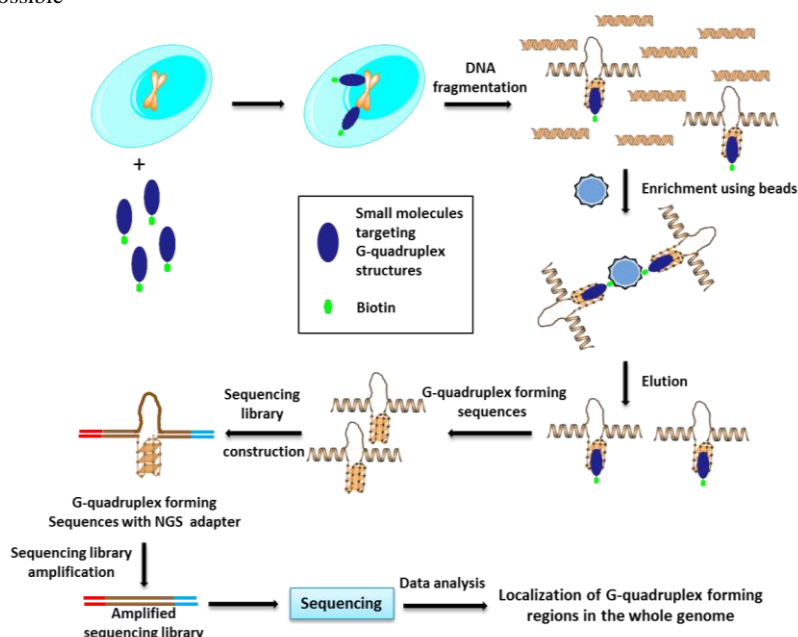 DNA
fragmentation
+
Enrichment using beads
Small molecules
targeting
G-quadruplex
structures
Biotin
Elution
G-quadruplex forming
sequences
Sequencing
library
construction
G-quadruplex forming
Sequences with NGS adapter
Sequencing library
amplification
Amplified
sequencing library
Sequencing
Data analysis
Localization of G-quadruplex forming
regions in the whole genome